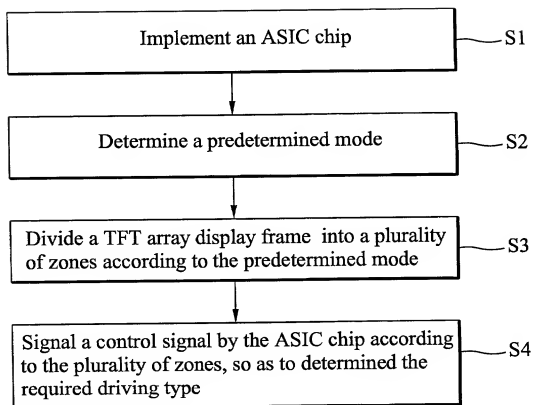 Implement an ASIC chip
S1
Determine a predetermined mode
S2
Divide a TFT array display frame into a plurality
of zones according to the predetermined mode
S3
Signal a control signal by the ASIC chip according
to the plurality of zones, so as to determined the
required driving type
S4